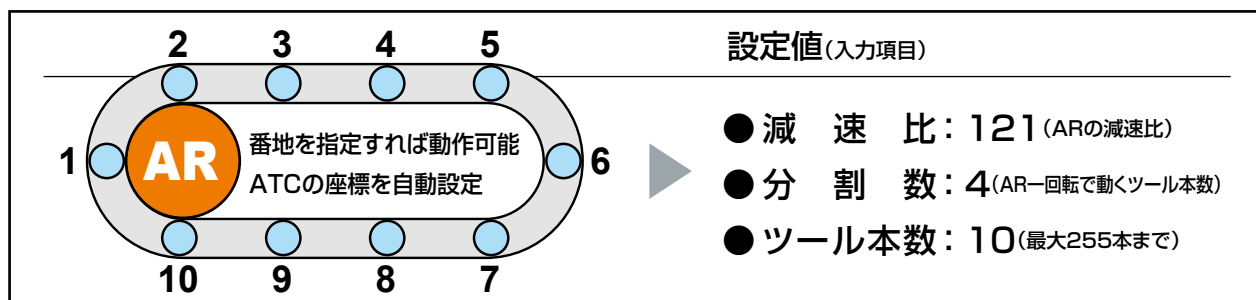 2 3 4 5
1
AR
番地を指定すれば動作可能
ATCの座標を自動設定
6
10 9 8 7
設定値(入力項目)
●減速比：121(ARの減速比)
●分割数：4(AR一回転で動くツール本数)
●ツール本数：10(最大255本まで)